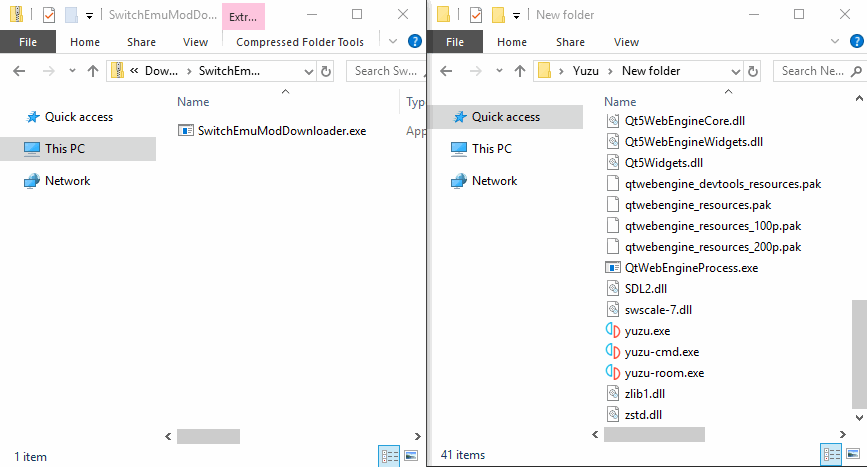 SwitchEmuModDo...
Extr...
File
Home
Share
View
Compressed Folder Tools
« Dow... > SwitchEm...
Search Sw...
Quick access
This PC
Network
Name
Typ
SwitchEmuModDownloader.exe
App
1 item
New folder
File
Home
Share
View
Yuzu > New folder
Search Ne...
Quick access
This PC
Network
Name
Qt5WebEngineCore.dll
Qt5WebEngineWidgets.dll
Qt5Widgets.dll
qtwebengine_devtools_resources.pak
qtwebengine_resources.pak
qtwebengine_resources_100p.pak
qtwebengine_resources_200p.pak
QtWebEngineProcess.exe
SDL2.dll
swscale-7.dll
yuzu.exe
yuzu-cmd.exe
yuzu-room.exe
zlib1.dll
zstd.dll
41 items